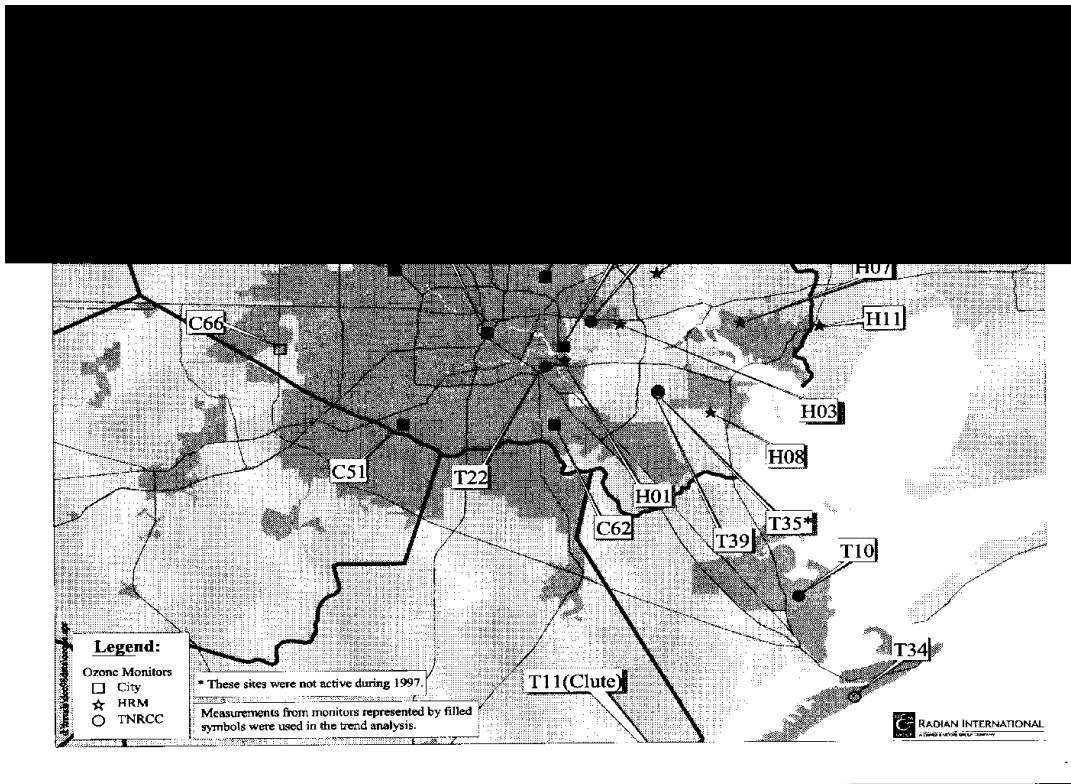 H07
C66
H11
H03
H08
C51
T22
H01
C62
T35*
T39
T10
T34
T11(Clute)
Legend:
Ozone Monitors
City
HRM
TNRCC
* These sites were not active during 1997.
Measurements from monitors represented by filled
symbols were used in the trend analysis.
RADIAN INTERNATIONAL